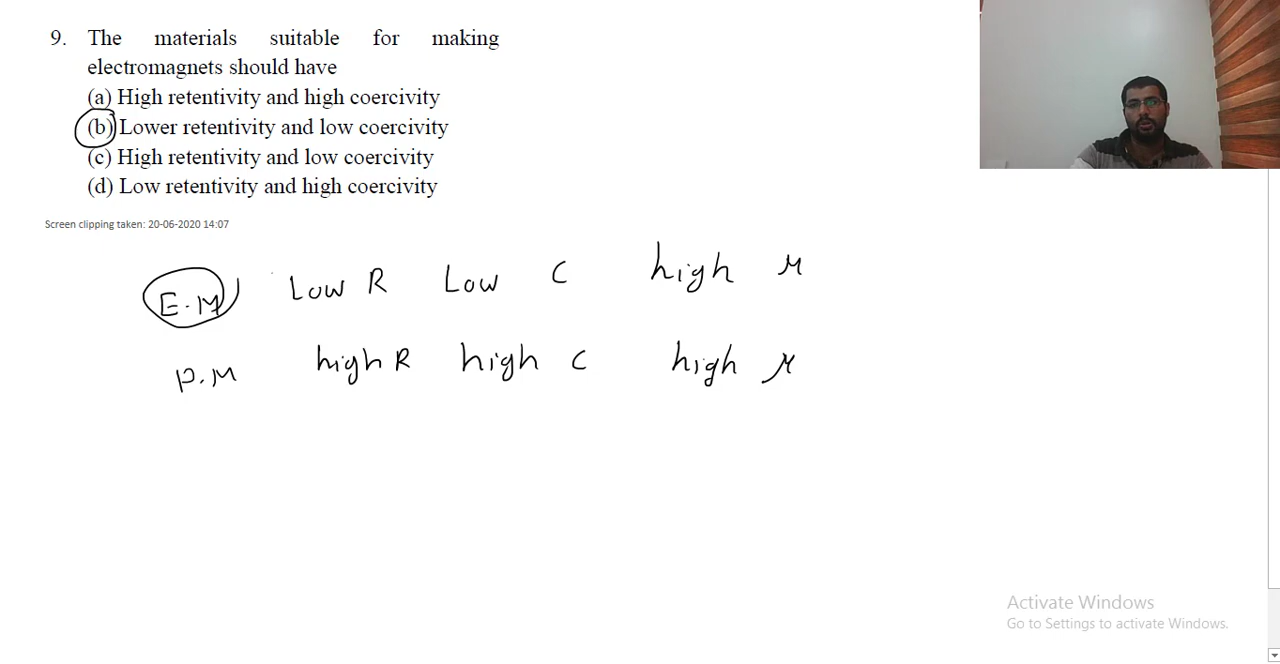 9. The materials suitable for making
electromagnets should have
(a) High retentivity and high coercivity
(b) Lower retentivity and low coercivity
(c) High retentivity and low coercivity
(d) Low retentivity and high coercivity
Screen clipping taken: 20-06-2020 14:07
E.M Low R Low C high μ
P.M high R high C high μ
Activate Windows
Go to Settings to activate Windows.